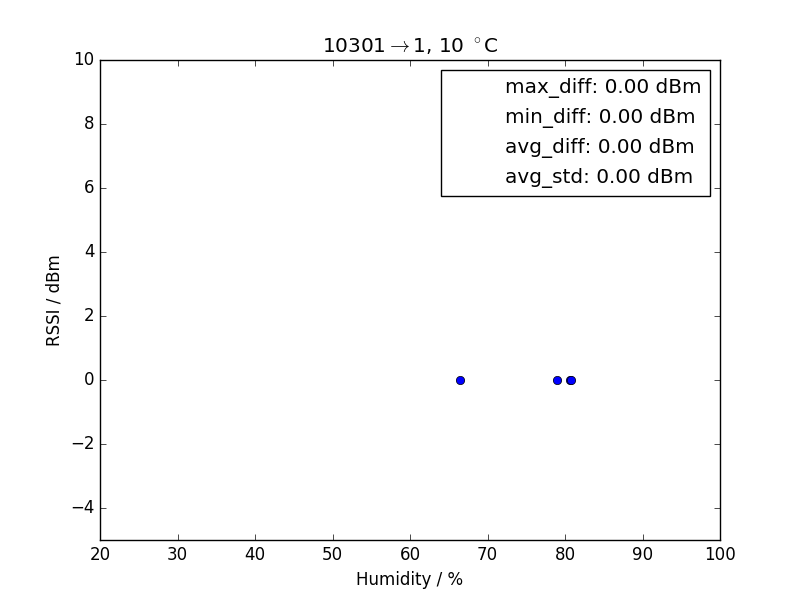 10301→1, 10 °C
max_diff: 0.00 dBm
min_diff: 0.00 dBm
avg_diff: 0.00 dBm
avg_std: 0.00 dBm
10
8
6
4
2
0
−2
−4
RSSI / dBm
20 30 40 50 60 70 80 90 100
Humidity / %